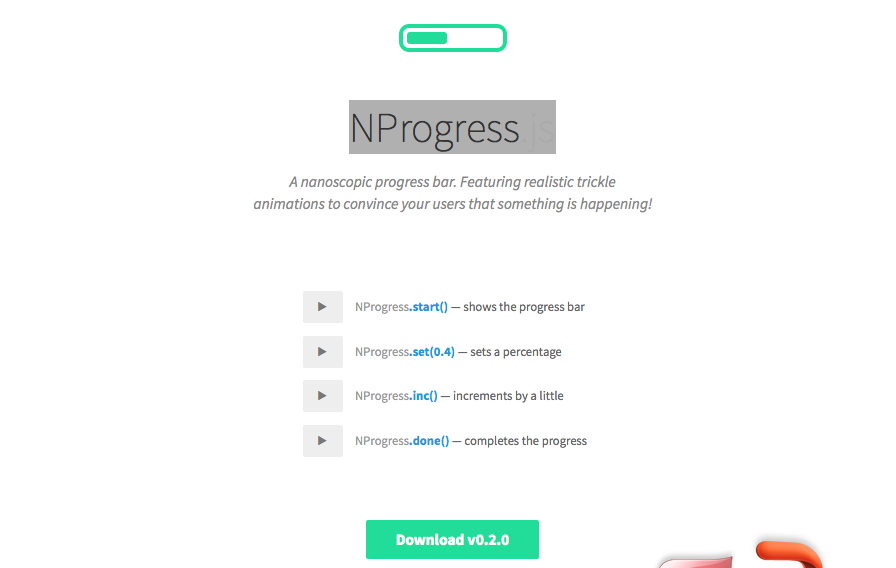 NProgress.js
A nanoscopic progress bar. Featuring realistic trickle
animations to convince your users that something is happening!
NProgress.start() — shows the progress bar
NProgress.set(0.4) — sets a percentage
NProgress.inc() — increments by a little
NProgress.done() — completes the progress
Download v0.2.0